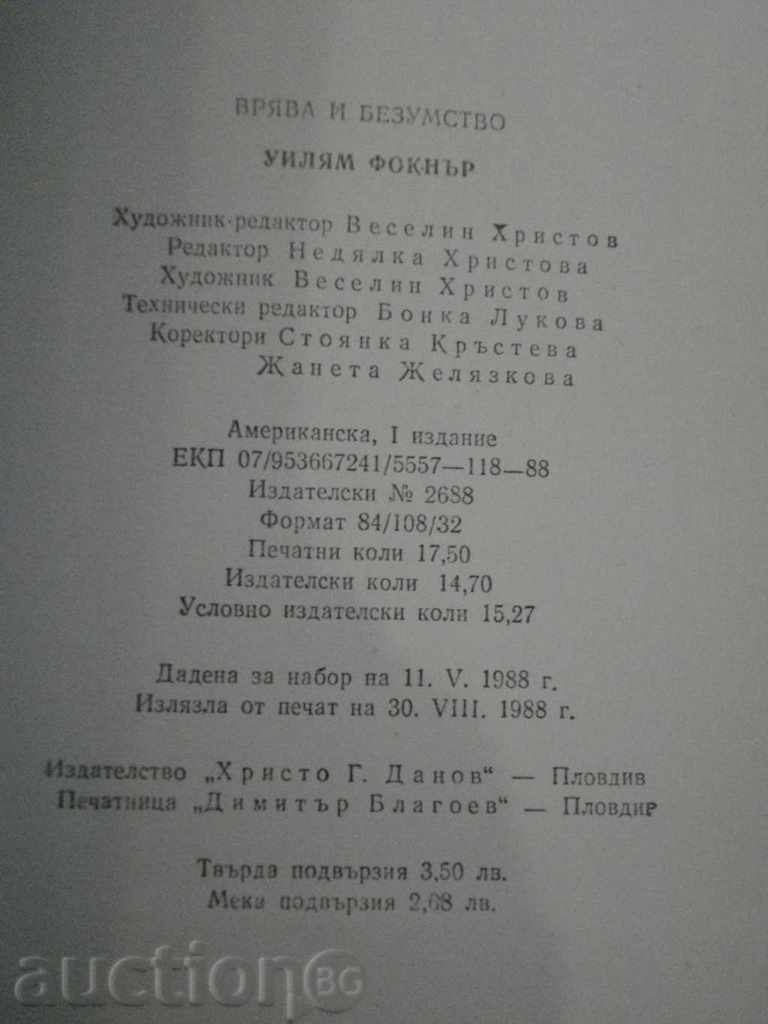 ВРЯВА И БЕЗУМСТВО
УИЛЯМ ФОКНЪР
Художник-редактор Веселин Христов
Редактор Недялка Христова
Художник Веселин Христов
Технически редактор Бонка Лукова
Коректори Стоянка Кръстева
Жанета Желязкова
Американска, I издание
ЕКП 07/953667241/5557—118—88
Издателски № 2688
Формат 84/108/32
Печатни коли 17,50
Издателски коли 14,70
Условно издателски коли 15,27
Дадена за набор на 11. V. 1988 г.
Излязла от печат на 30. VIII. 1988 г.
Издателство „Христо Г. Данов“ — Пловдив
Печатница „Димитър Благоев“ — Пловдив
Твърда подвързия 3,50 лв.
Мека подвързия 2,68 лв.
auction BG